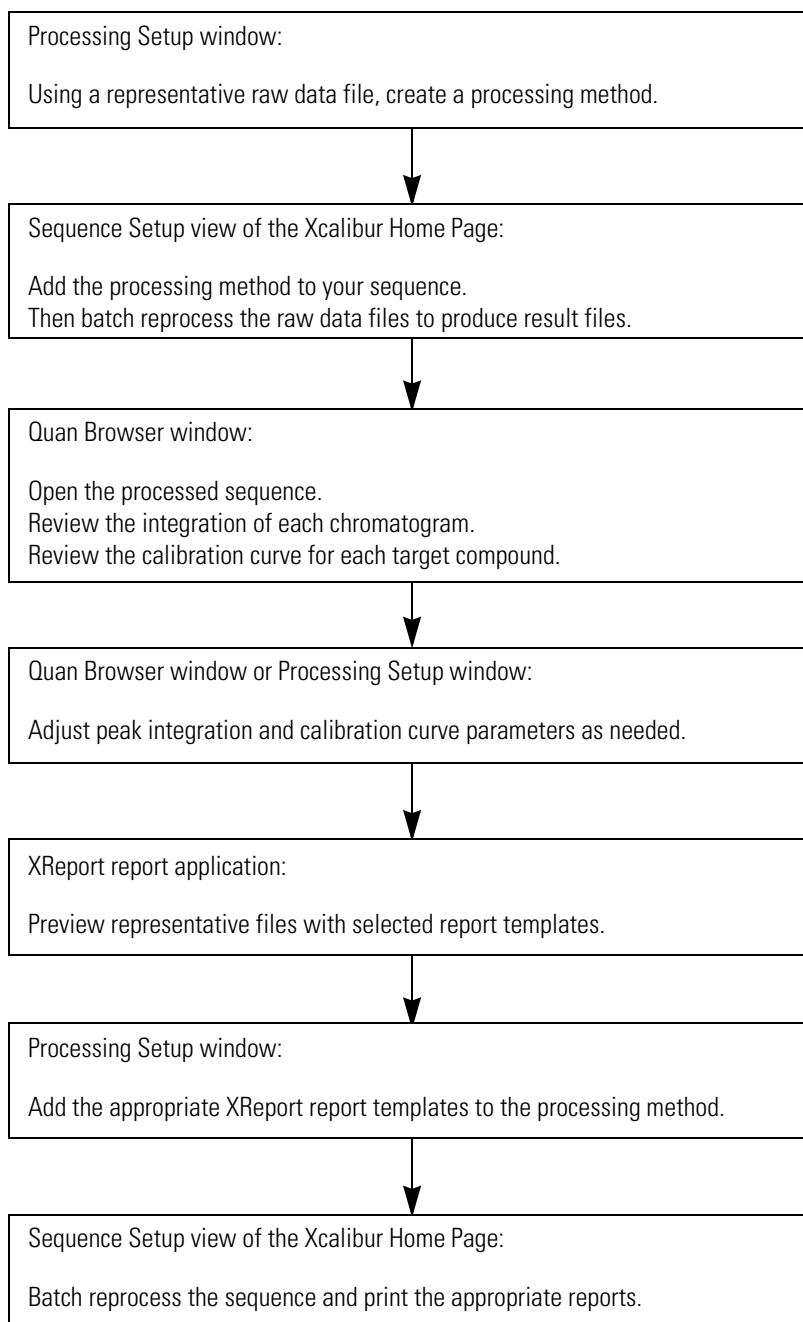 Processing Setup window:
Using a representative raw data file, create a processing method.
Sequence Setup view of the Xcalibur Home Page:
Add the processing method to your sequence.
Then batch reprocess the raw data files to produce result files.
Quan Browser window:
Open the processed sequence.
Review the integration of each chromatogram.
Review the calibration curve for each target compound.
Quan Browser window or Processing Setup window:
Adjust peak integration and calibration curve parameters as needed.
XReport report application:
Preview representative files with selected report templates.
Processing Setup window:
Add the appropriate XReport report templates to the processing method.
Sequence Setup view of the Xcalibur Home Page:
Batch reprocess the sequence and print the appropriate reports.